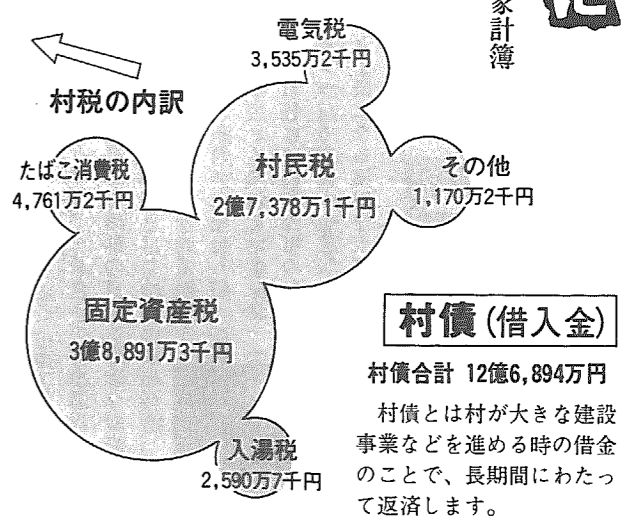 家計簿
電気税
3,535万2千円
村税の内訳
たばこ消費税
4,761万2千円
村民税
2億7,378万1千円
その他
1,170万2千円
固定資産税
3億8,891万3千円
入湯税
2,590万7千円
村債(借入金)
村債合計 12億6,894万円
村債とは村が大きな建設
事業などを進める時の借金
のことで、長期間にわたっ
て返済します。